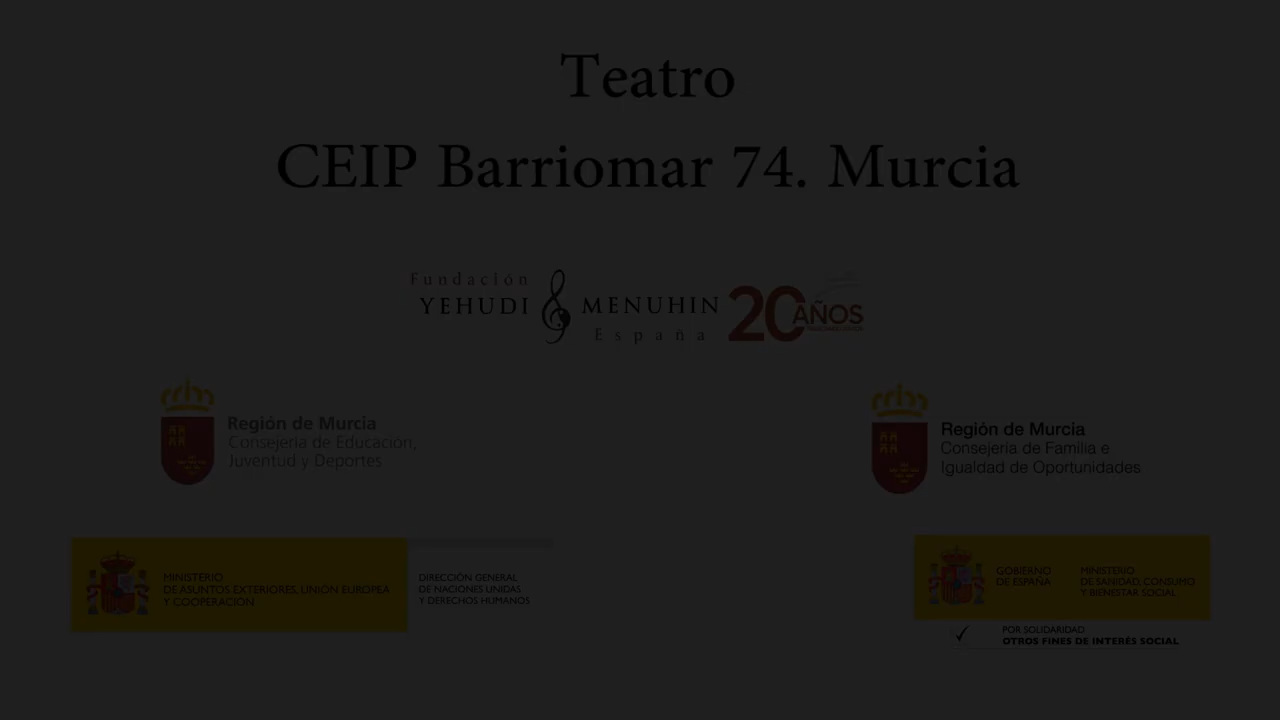 Teatro
CEIP Barriomar 74. Murcia
Fundación
YEHUDI MENUHIN
España
20 AÑOS
Región de Murcia
Consejería de Educación,
Juventud y Deportes
Región de Murcia
Consejería de Familia e
Igualdad de Oportunidades
MINISTERIO
DE ASUNTOS EXTERIORES, UNIÓN EUROPEA
Y COOPERACIÓN
DIRECCIÓN GENERAL
DE NACIONES UNIDAS
Y DERECHOS HUMANOS
GOBIERNO
DE ESPAÑA
MINISTERIO
DE SANIDAD, CONSUMO
Y BIENESTAR SOCIAL
POR SOLIDARIDAD
OTROS FINES DE INTERÉS SOCIAL